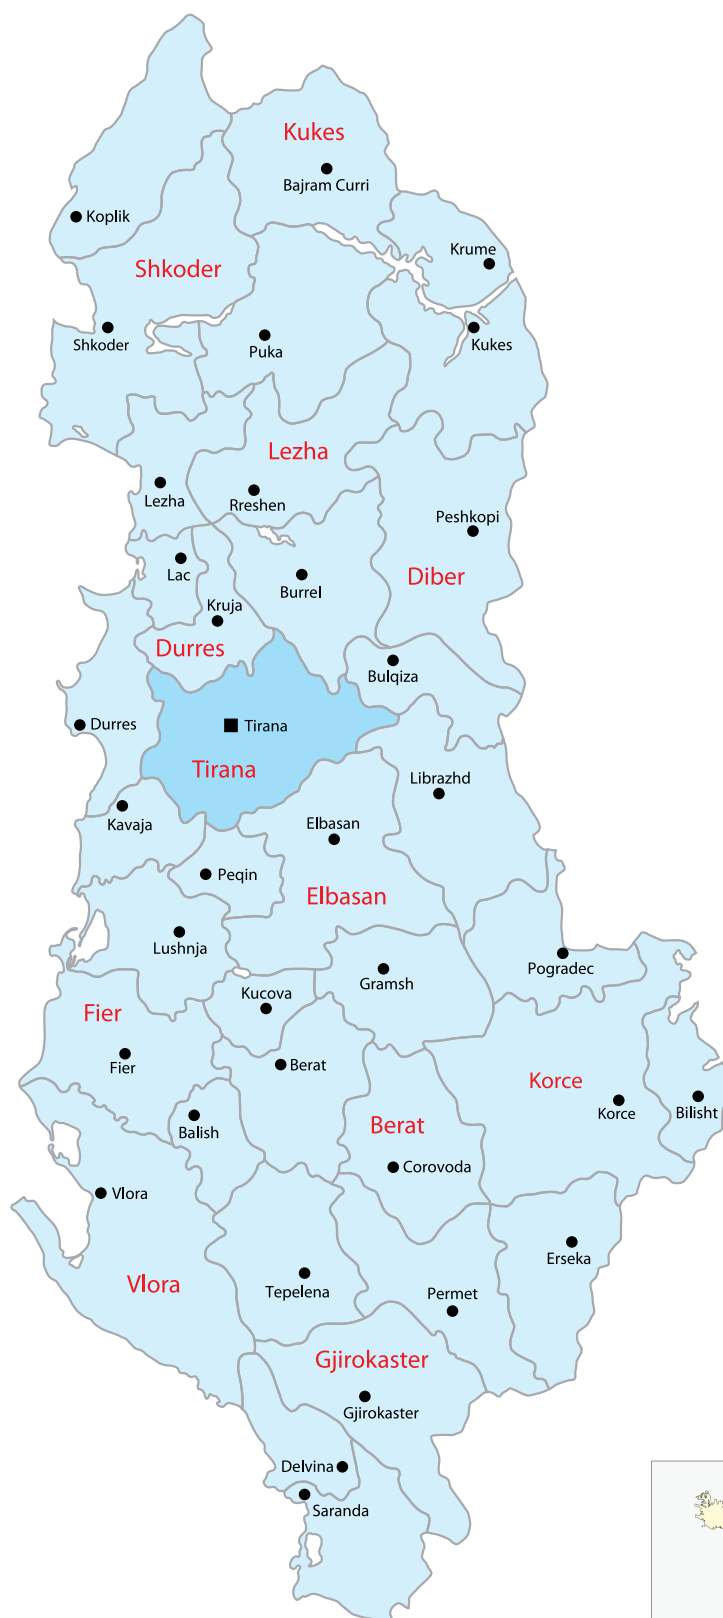 Kukes
Bajram Curri
Koplik
Krume
Shkoder
Shkoder
Puka
Kukes
Lezha
Lezha
Rreshen
Peshkopi
Lac
Burrel
Diber
Kruja
Durres
Bulqiza
Durres
Tirana
Tirana
Librazhd
Kavaja
Elbasan
Peqin
Elbasan
Lushnja
Pogradec
Gramsh
Kucova
Fier
Fier
Berat
Korce
Korce
Bilisht
Balish
Berat
Corovoda
Vlora
Erseka
Vlora
Tepelena
Permet
Gjirokaster
Gjirokaster
Delvina
Saranda